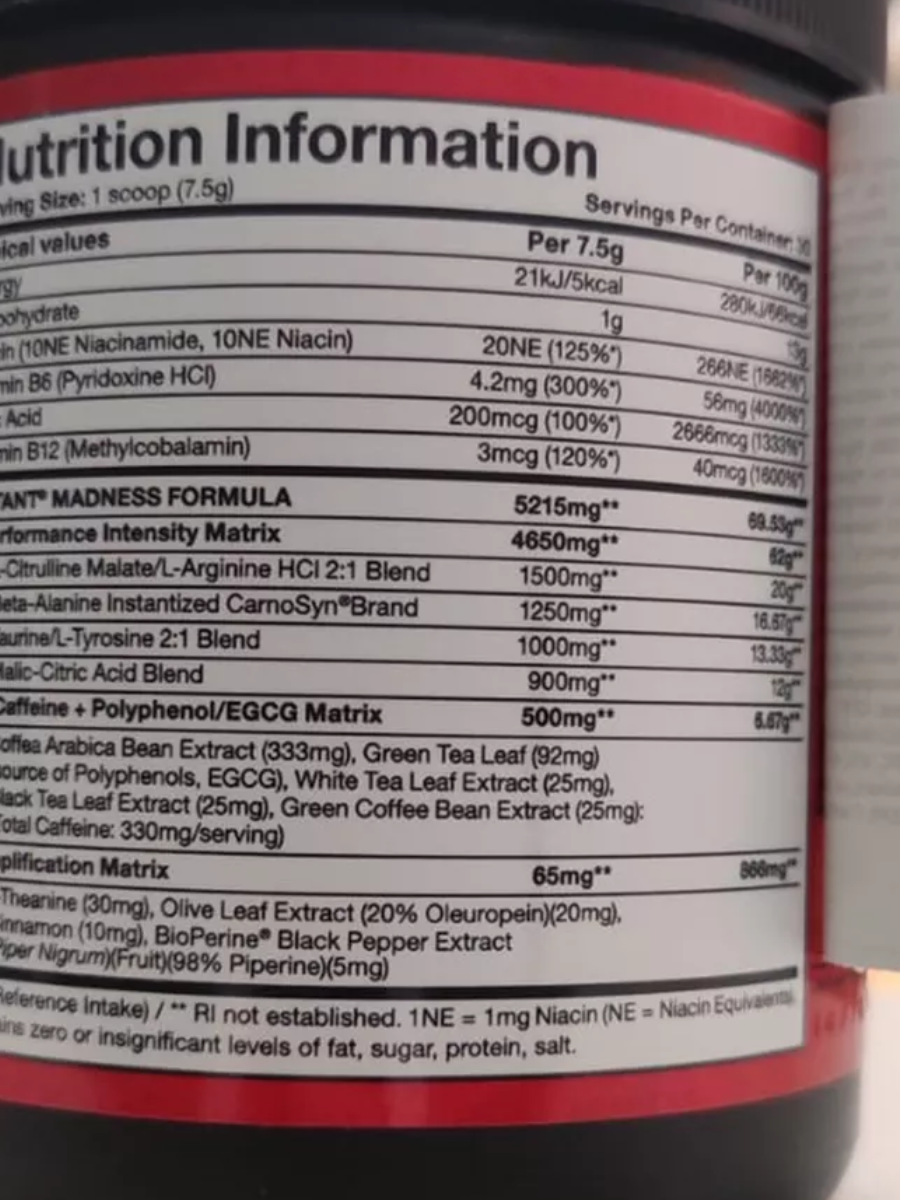 Nutrition Information
Serving Size: 1 scoop (7.5g) Servings Per Container: 30
ical values Per 7.5g Per 100g
rgy 21kJ/5kcal 280kJ/66kcal
bohydrate 1g 13g
in (10NE Niacinamide, 10NE Niacin) 20NE (125%*) 266NE (1662%*)
min B6 (Pyridoxine HCl) 4.2mg (300%*) 56mg (4000%*)
Acid 200mcg (100%*) 2666mcg (1333%*)
min B12 (Methylcobalamin) 3mcg (120%*) 40mcg (1600%*)
TANT® MADNESS FORMULA 5215mg** 69.53g**
rformance Intensity Matrix 4650mg** 62g**
-Citrulline Malate/L-Arginine HCl 2:1 Blend 1500mg** 20g**
eta-Alanine Instantized CarnoSyn®Brand 1250mg** 16.67g**
aurine/L-Tyrosine 2:1 Blend 1000mg** 13.33g**
alic-Citric Acid Blend 900mg** 12g**
Caffeine + Polyphenol/EGCG Matrix 500mg** 6.67g**
offea Arabica Bean Extract (333mg), Green Tea Leaf (92mg)
ource of Polyphenols, EGCG), White Tea Leaf Extract (25mg),
lack Tea Leaf Extract (25mg), Green Coffee Bean Extract (25mg):
otal Caffeine: 330mg/serving)
plification Matrix 65mg** 866mg**
-Theanine (30mg), Olive Leaf Extract (20% Oleuropein)(20mg),
innamon (10mg), BioPerine® Black Pepper Extract
Piper Nigrum)(Fruit)(98% Piperine)(5mg)
Reference Intake) / ** RI not established. 1NE = 1mg Niacin (NE = Niacin Equivalents).
ains zero or insignificant levels of fat, sugar, protein, salt.